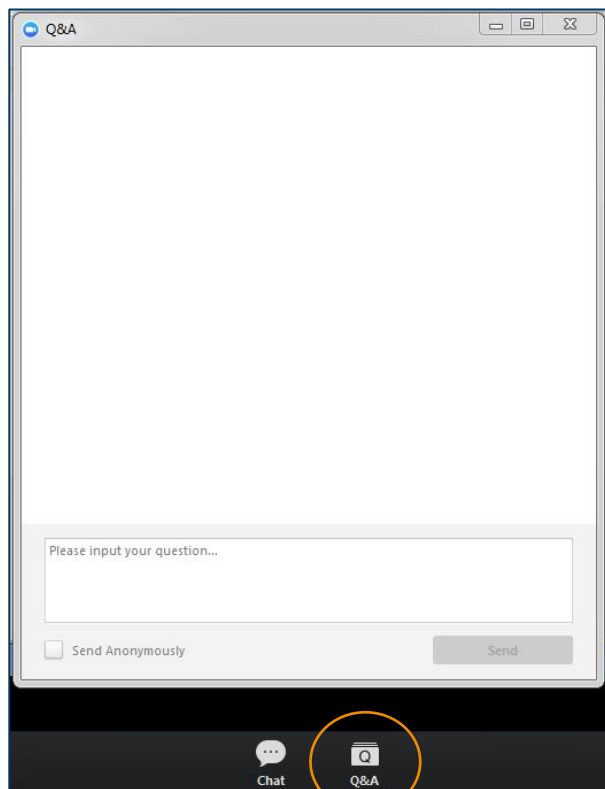 Q&A
Please input your question...
Send Anonymously
Send
Q
Chat
Q&A